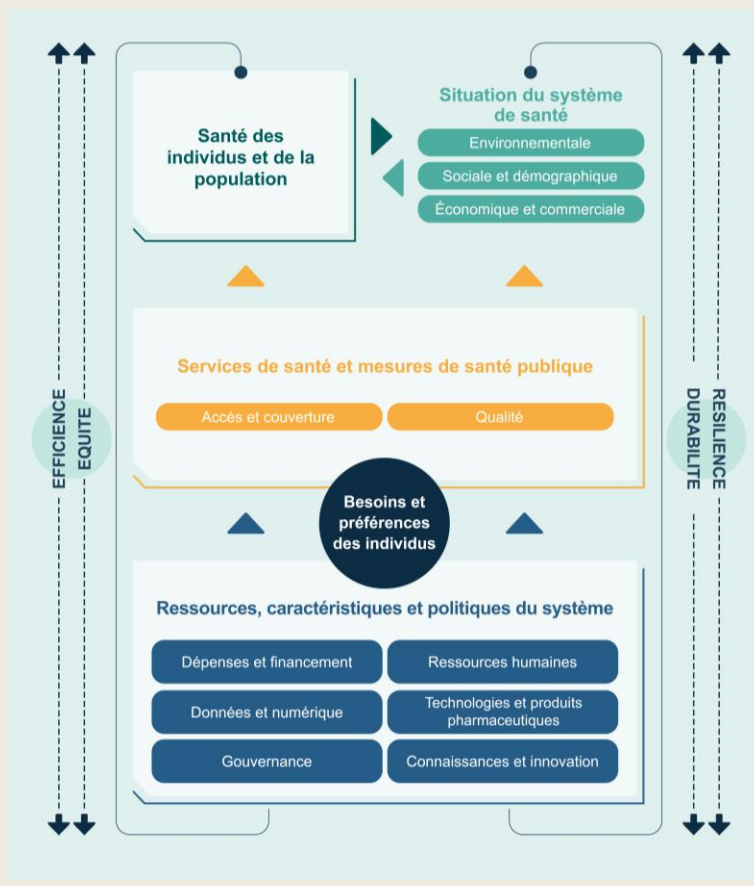 Santé des
individus et de la
population
Situation du système
de santé
Environnementale
Sociale et démographique
Économique et commerciale
Services de santé et mesures de santé publique
Accès et couverture
Qualité
EFFICIENCE
EQUITE
DURABILITE
RESILIENCE
Besoins et
préférences
des individus
Ressources, caractéristiques et politiques du système
Dépenses et financement
Ressources humaines
Données et numérique
Technologies et produits
pharmaceutiques
Gouvernance
Connaissances et innovation